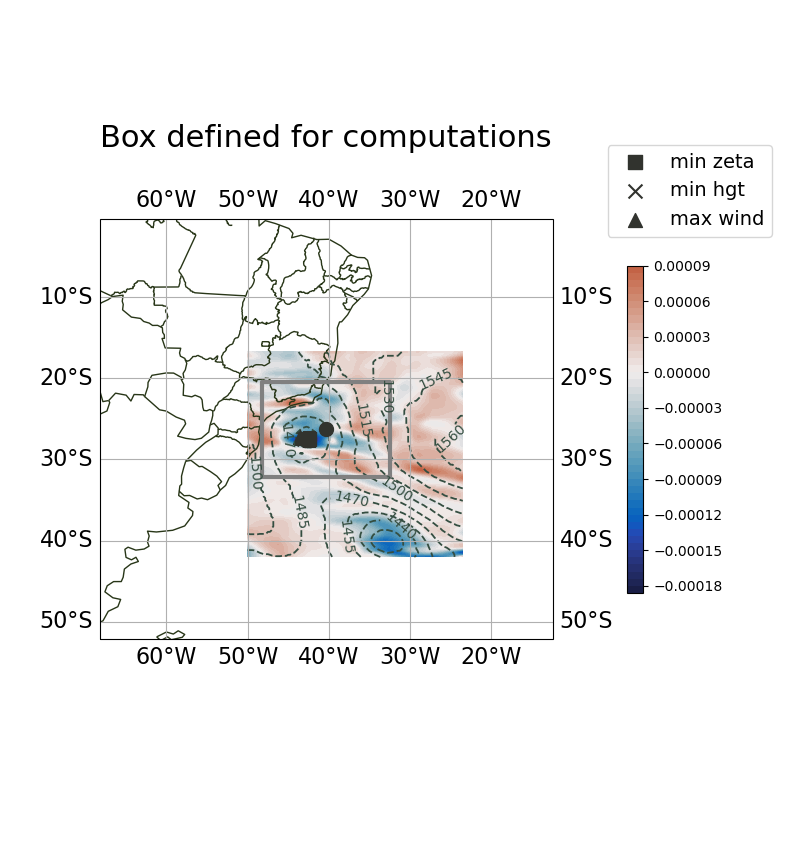 Box defined for computations
min zeta
min hgt
max wind
60°W 50°W 40°W 30°W 20°W
0.00009
0.00006
0.00003
0.00000
−0.00003
−0.00006
−0.00009
−0.00012
−0.00015
−0.00018
10°S 10°S
20°S 20°S
30°S 30°S
40°S 40°S
50°S 50°S
1545
1515
1560
1500
1500
1470
1485
1440
1455
60°W 50°W 40°W 30°W 20°W